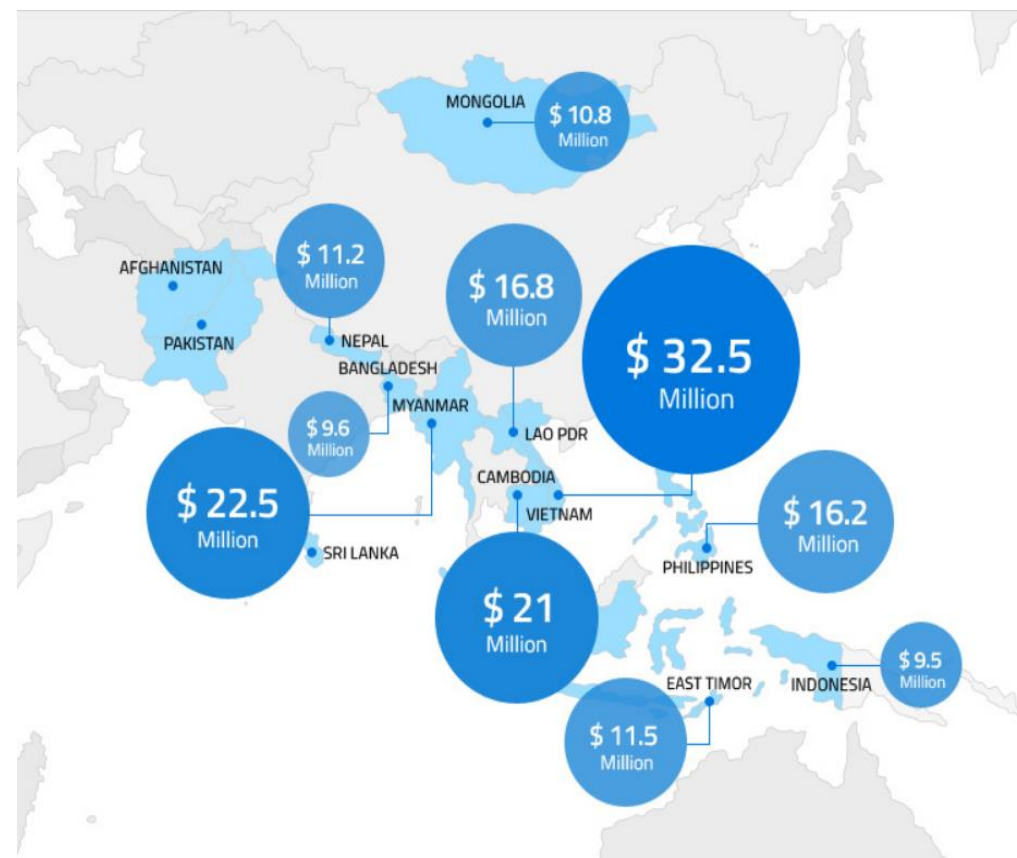 MONGOLIA
$ 10.8
Million
$ 11.2
Million
AFGHANISTAN
$ 16.8
Million
PAKISTAN
NEPAL
$ 32.5
Million
BANGLADESH
MYANMAR
$ 9.6
Million
LAO PDR
CAMBODIA
$ 22.5
Million
VIETNAM
$ 16.2
Million
SRI LANKA
PHILIPPINES
$ 21
Million
$ 9.5
Million
EAST TIMOR
INDONESIA
$ 11.5
Million